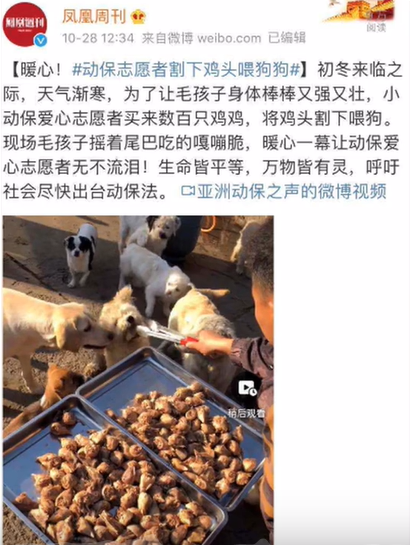 凤凰周刊
凤凰周刊
10-28 12:34 来自微博 weibo.com 已编辑
阅读
【暖心！#动保志愿者割下鸡头喂狗狗#】初冬来临之
际，天气渐寒，为了让毛孩子身体棒棒又强又壮，小
动保爱心志愿者买来数百只鸡鸡，将鸡头割下喂狗。
现场毛孩子摇着尾巴吃的嘎嘣脆，暖心一幕让动保爱
心志愿者无不流泪！生命皆平等，万物皆有灵，呼吁
社会尽快出台动保法。 亚洲动保之声的微博视频
稍后观看